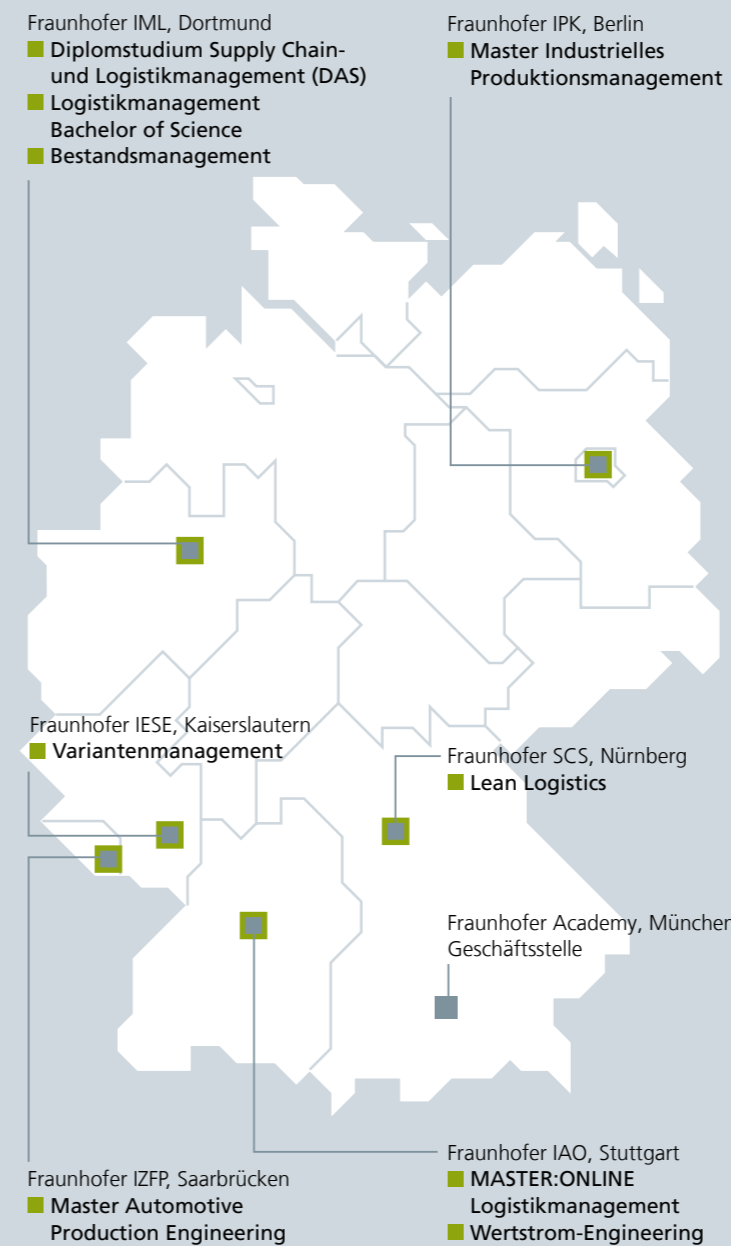 Fraunhofer IML, Dortmund
Diplomstudium Supply Chain-
und Logistikmanagement (DAS)
Logistikmanagement
Bachelor of Science
Bestandsmanagement
Fraunhofer IPK, Berlin
Master Industrielles
Produktionsmanagement
Fraunhofer IESE, Kaiserslautern
Variantenmanagement
Fraunhofer SCS, Nürnberg
Lean Logistics
Fraunhofer Academy, München
Geschäftsstelle
Fraunhofer IZFP, Saarbrücken
Master Automotive
Production Engineering
Fraunhofer IAO, Stuttgart
MASTER:ONLINE
Logistikmanagement
Wertstrom-Engineering